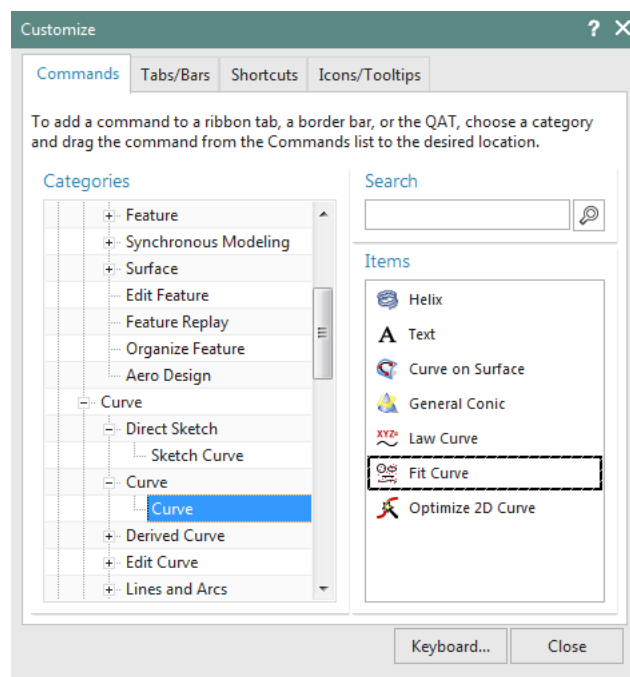 Customize
?
Commands
Tabs/Bars
Shortcuts
Icons/Tooltips
To add a command to a ribbon tab, a border bar, or the QAT, choose a category
and drag the command from the Commands list to the desired location.
Categories
Feature
Synchronous Modeling
Surface
Edit Feature
Feature Replay
Organize Feature
Aero Design
Curve
Direct Sketch
Sketch Curve
Curve
Curve
Derived Curve
Edit Curve
Lines and Arcs
Search
Items
Helix
A Text
Curve on Surface
General Conic
XYZ= Law Curve
Fit Curve
Optimize 2D Curve
Keyboard...
Close